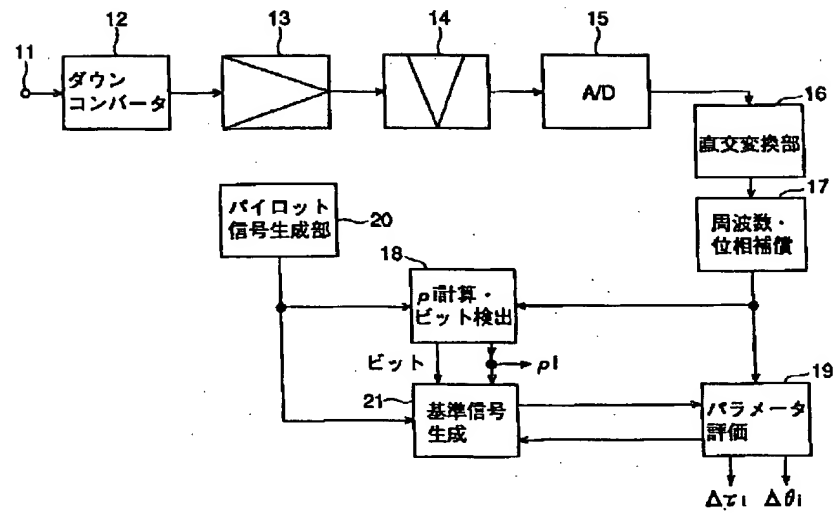 11
12
ダウン
コンバータ
13
14
15
A/D
16
直交変換部
17
周波数・
位相補償
パイロット
信号生成部
20
18
ρi計算・
ビット検出
ビット
ρi
21
基準信号
生成
19
パラメータ
評価
Δτi Δθi